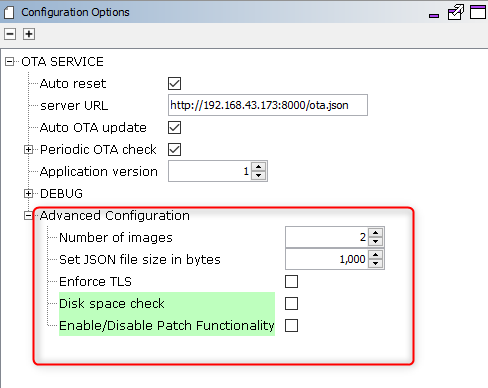 Configuration Options
OTA SERVICE
Auto reset
server URL http://192.168.43.173:8000/ota.json
Auto OTA update
Periodic OTA check
Application version 1
DEBUG
Advanced Configuration
Number of images 2
Set JSON file size in bytes 1,000
Enforce TLS
Disk space check
Enable/Disable Patch Functionality